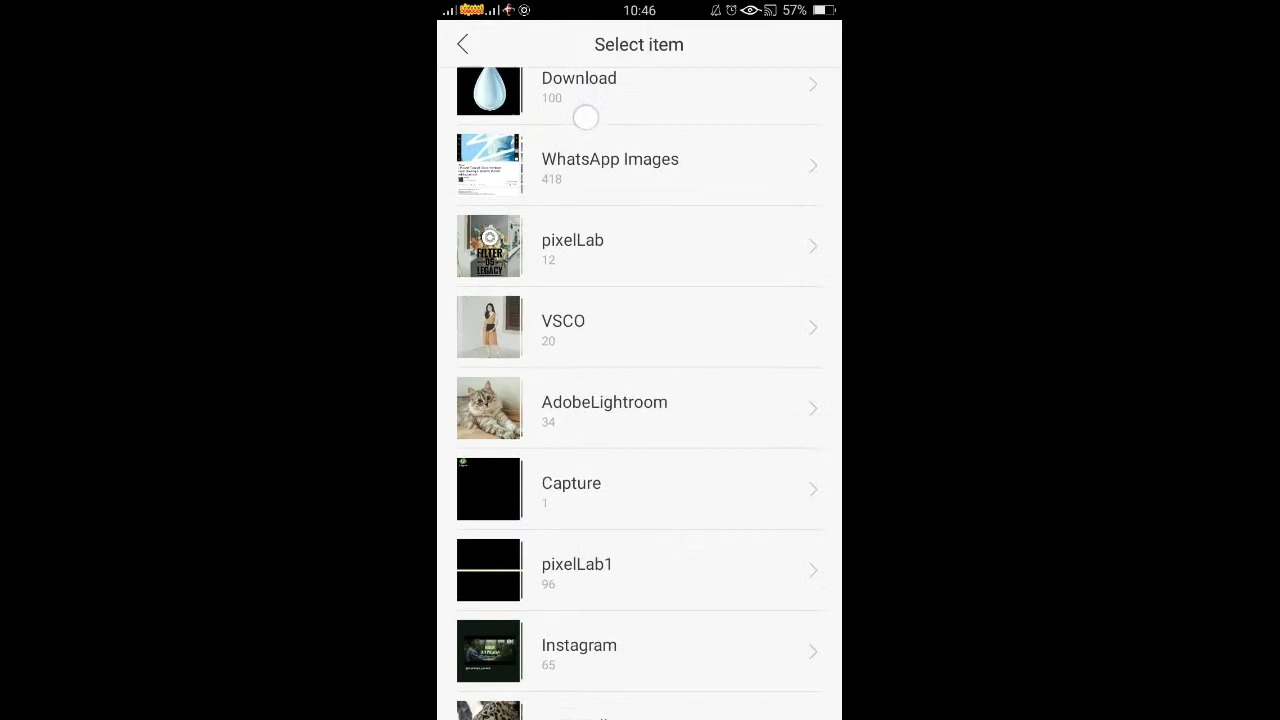 10:46
57%
Select item
Download
100
WhatsApp Images
418
pixelLab
12
FILTER
05
LEGACY
VSCO
20
AdobeLightroom
34
Capture
1
pixelLab1
96
Instagram
65